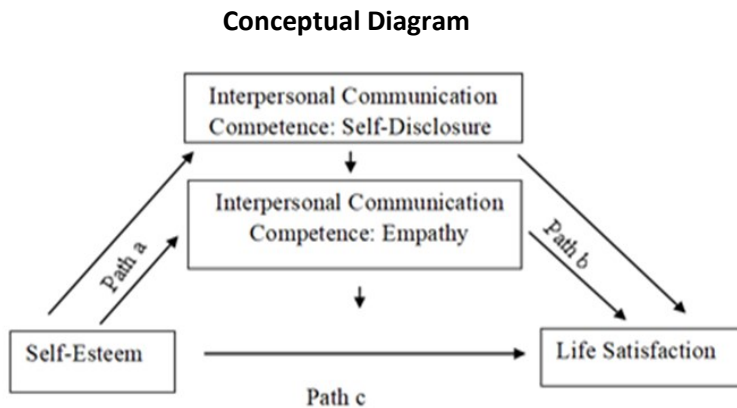 Conceptual Diagram
Interpersonal Communication
Competence: Self-Disclosure
Interpersonal Communication
Competence: Empathy
Path a
Path b
Self-Esteem
Life Satisfaction
Path c